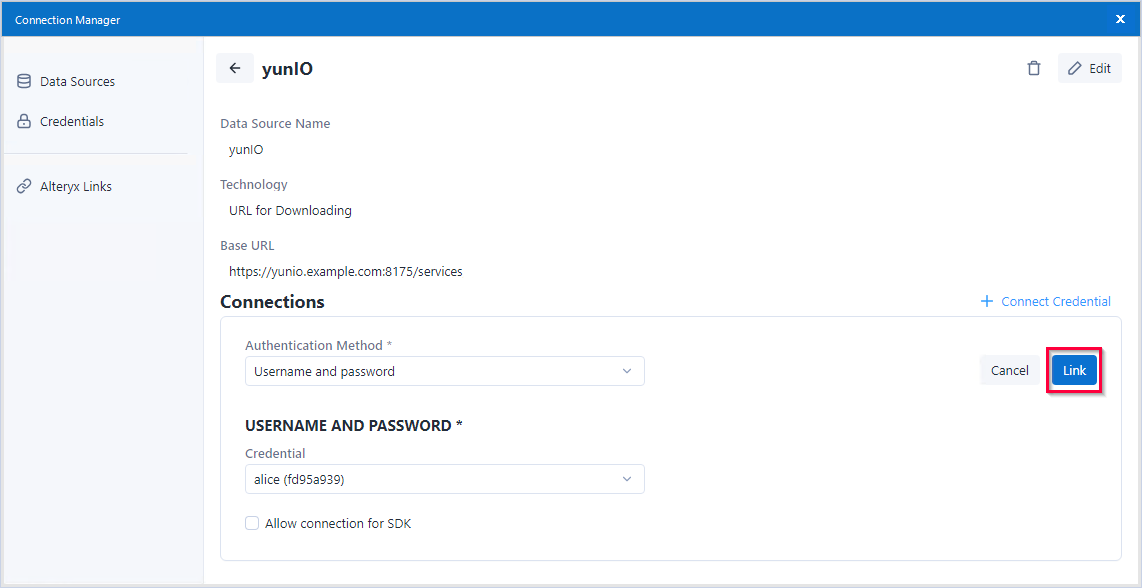 Connection Manager
x
Data Sources
Credentials
Alteryx Links
yunIO
Edit
Data Source Name
yunIO
Technology
URL for Downloading
Base URL
https://yunio.example.com:8175/services
Connections
+ Connect Credential
Authentication Method *
Username and password
Cancel
Link
USERNAME AND PASSWORD *
Credential
alice (fd95a939)
Allow connection for SDK